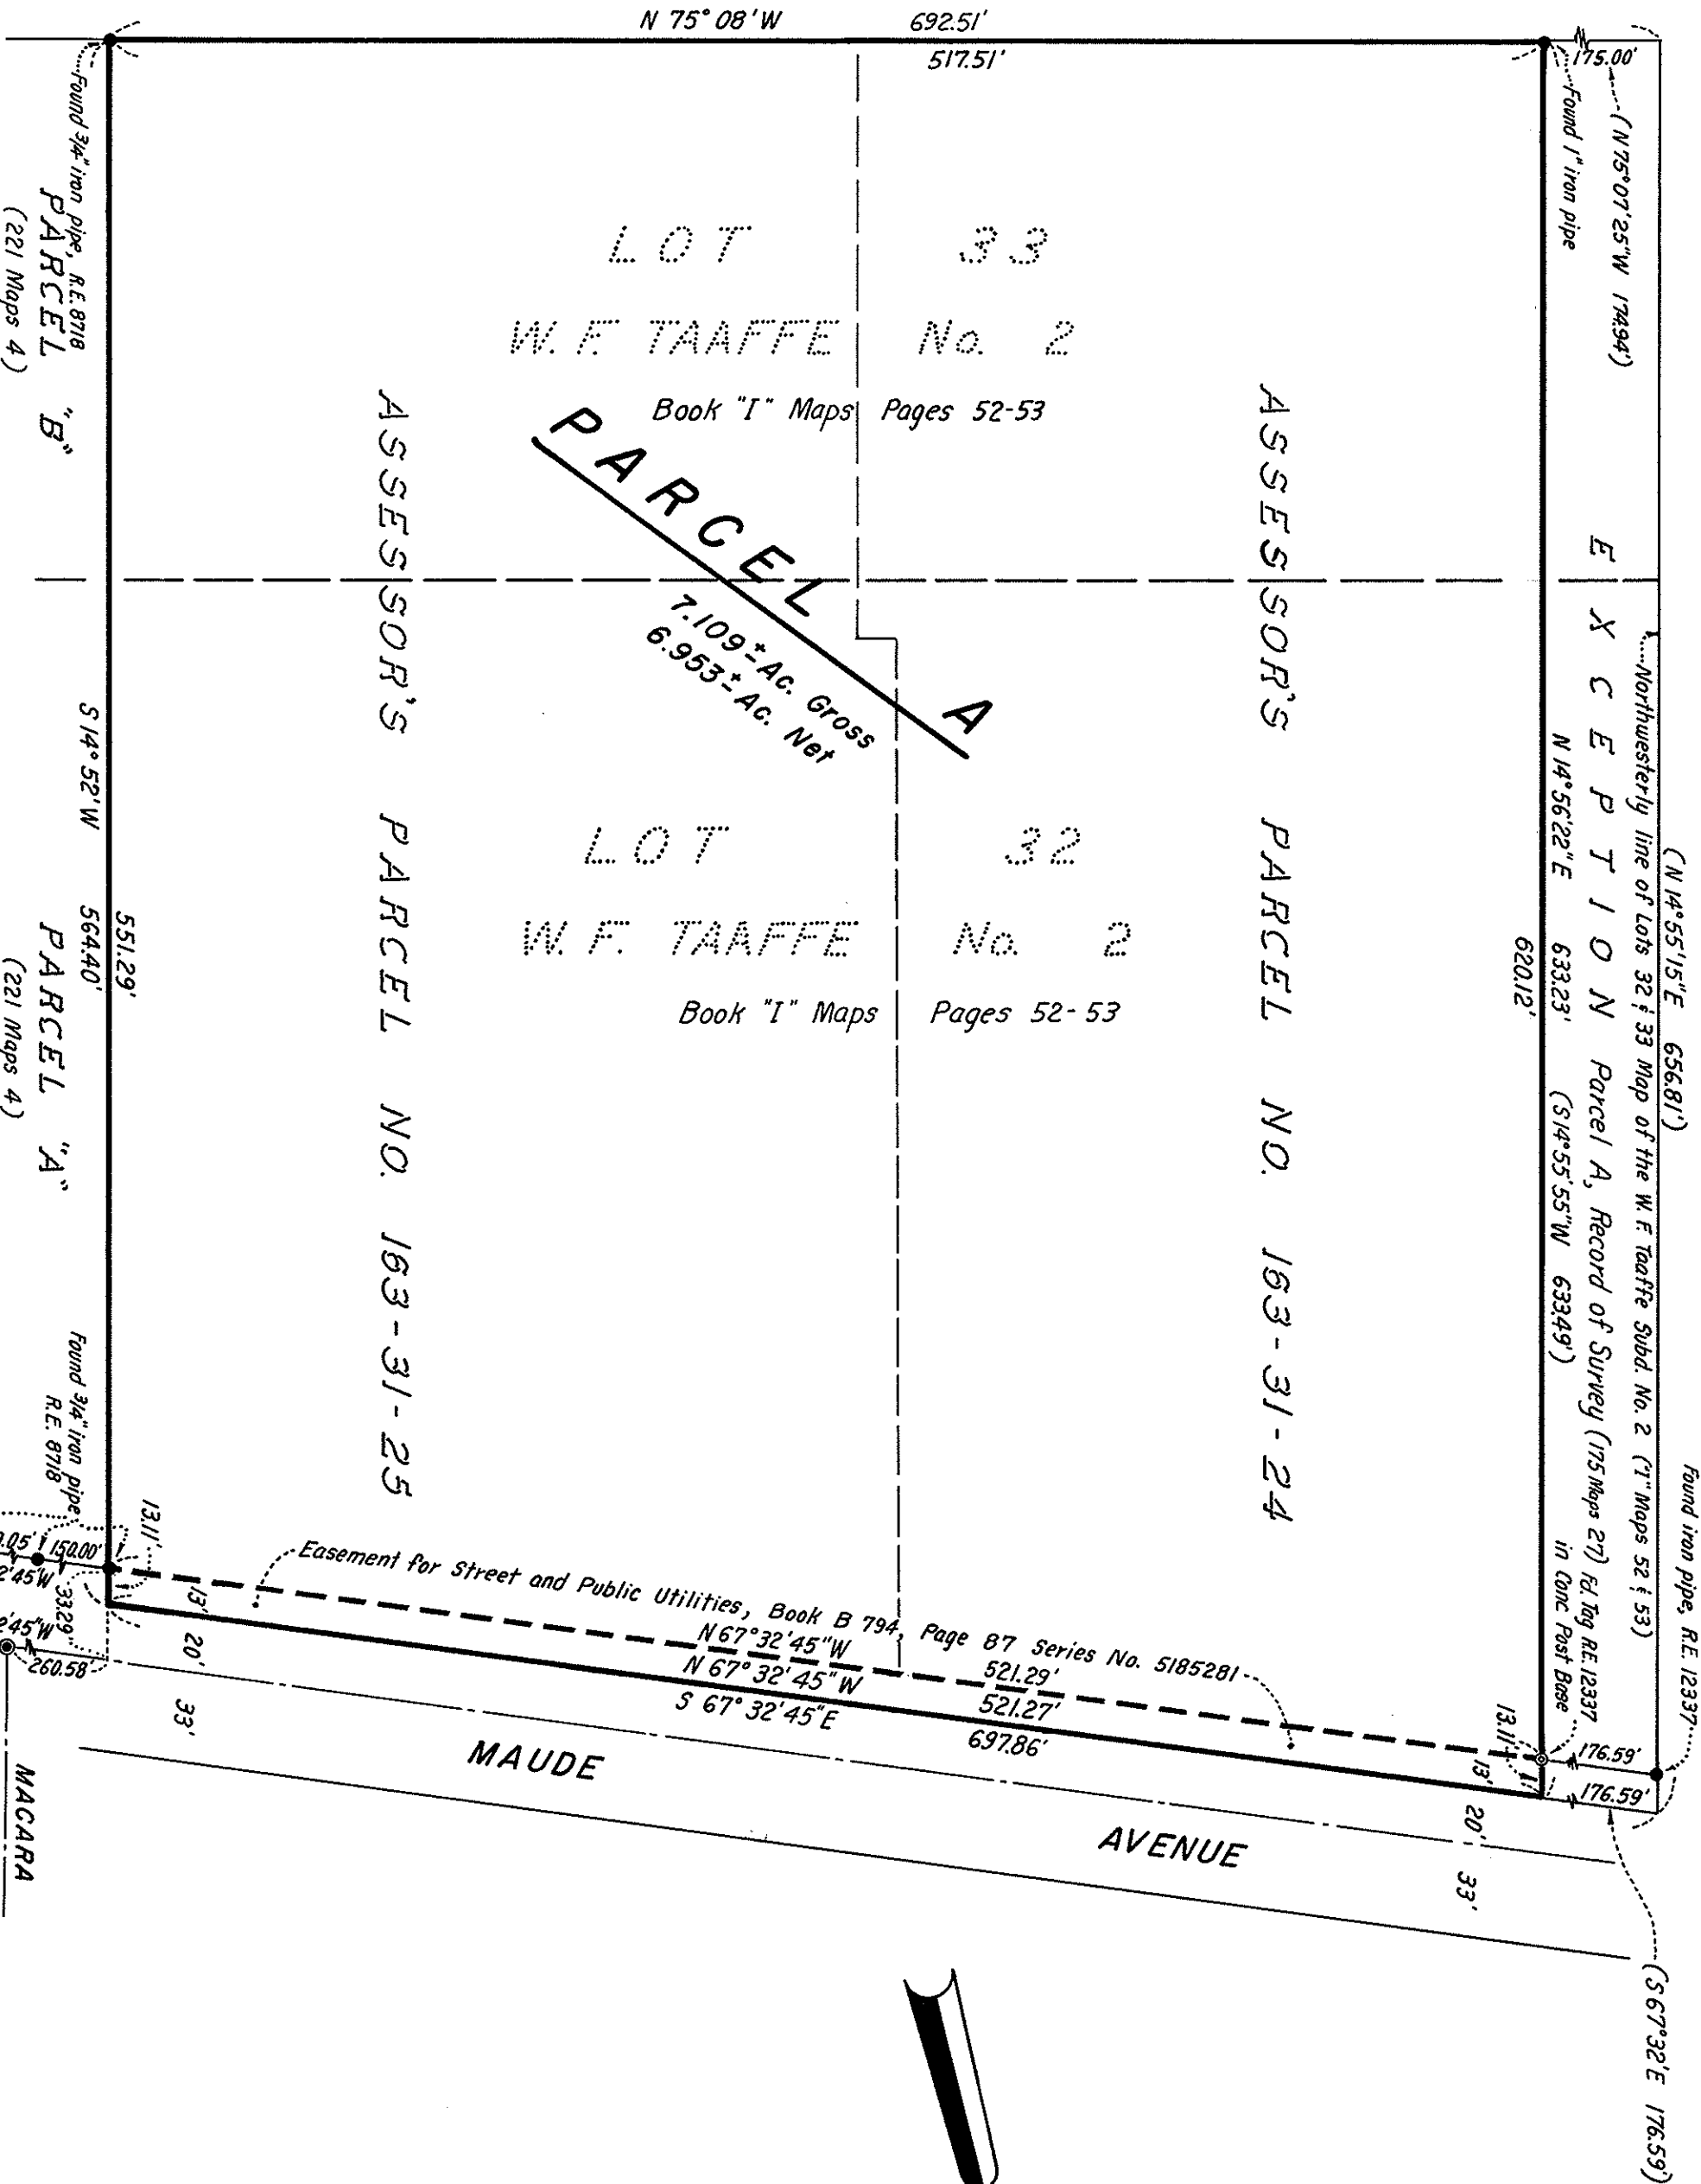 N 75° 08' W 692.51'
517.51'
175.00'
(N 75°07'25"W 174.94')
Found 1" iron pipe
Found 3/4" iron pipe, R.E. 8718
PARCEL "B"
(221 Maps 4)
LOT 33
W. F. TAAFFE No. 2
Book "I" Maps Pages 52-53
PARCEL A
7.109± Ac. Gross
6.953± Ac. Net
ASSESSOR'S PARCEL NO. 163-31-24
ASSESSOR'S PARCEL NO. 163-31-25
LOT 32
W. F. TAAFFE No. 2
Book "I" Maps Pages 52-53
(N 14°55'15"E 656.81')
Northwesterly line of Lots 32 & 33 Map of the W. F. Taaffe Subd. No. 2 ("I" Maps 52 & 53)
EXCEPTION Parcel A, Record of Survey (175 Maps 27)
N 14°56'22"E 633.23' (S 14°55'55"W 633.49')
620.12'
Fd. Tag RE 12337
in Conc Post Base
Found iron pipe, R.E. 12337
S 14° 52' W 564.40'
551.29'
PARCEL "A"
(221 Maps 4)
Found 3/4" iron pipe
R.E. 8718
13.11'
150.00'
0.05'
2'45"W
33.29
2'45"W
260.58'
13'
20'
33'
Easement for Street and Public Utilities, Book B 794, Page 87 Series No. 5185281
N 67° 32' 45" W 521.29'
N 67° 32' 45" W 521.27'
S 67° 32' 45" E 697.86'
13.11'
13'
20'
33'
176.59'
176.59'
(S 67°32'E 176.59')
MAUDE AVENUE
MACARA